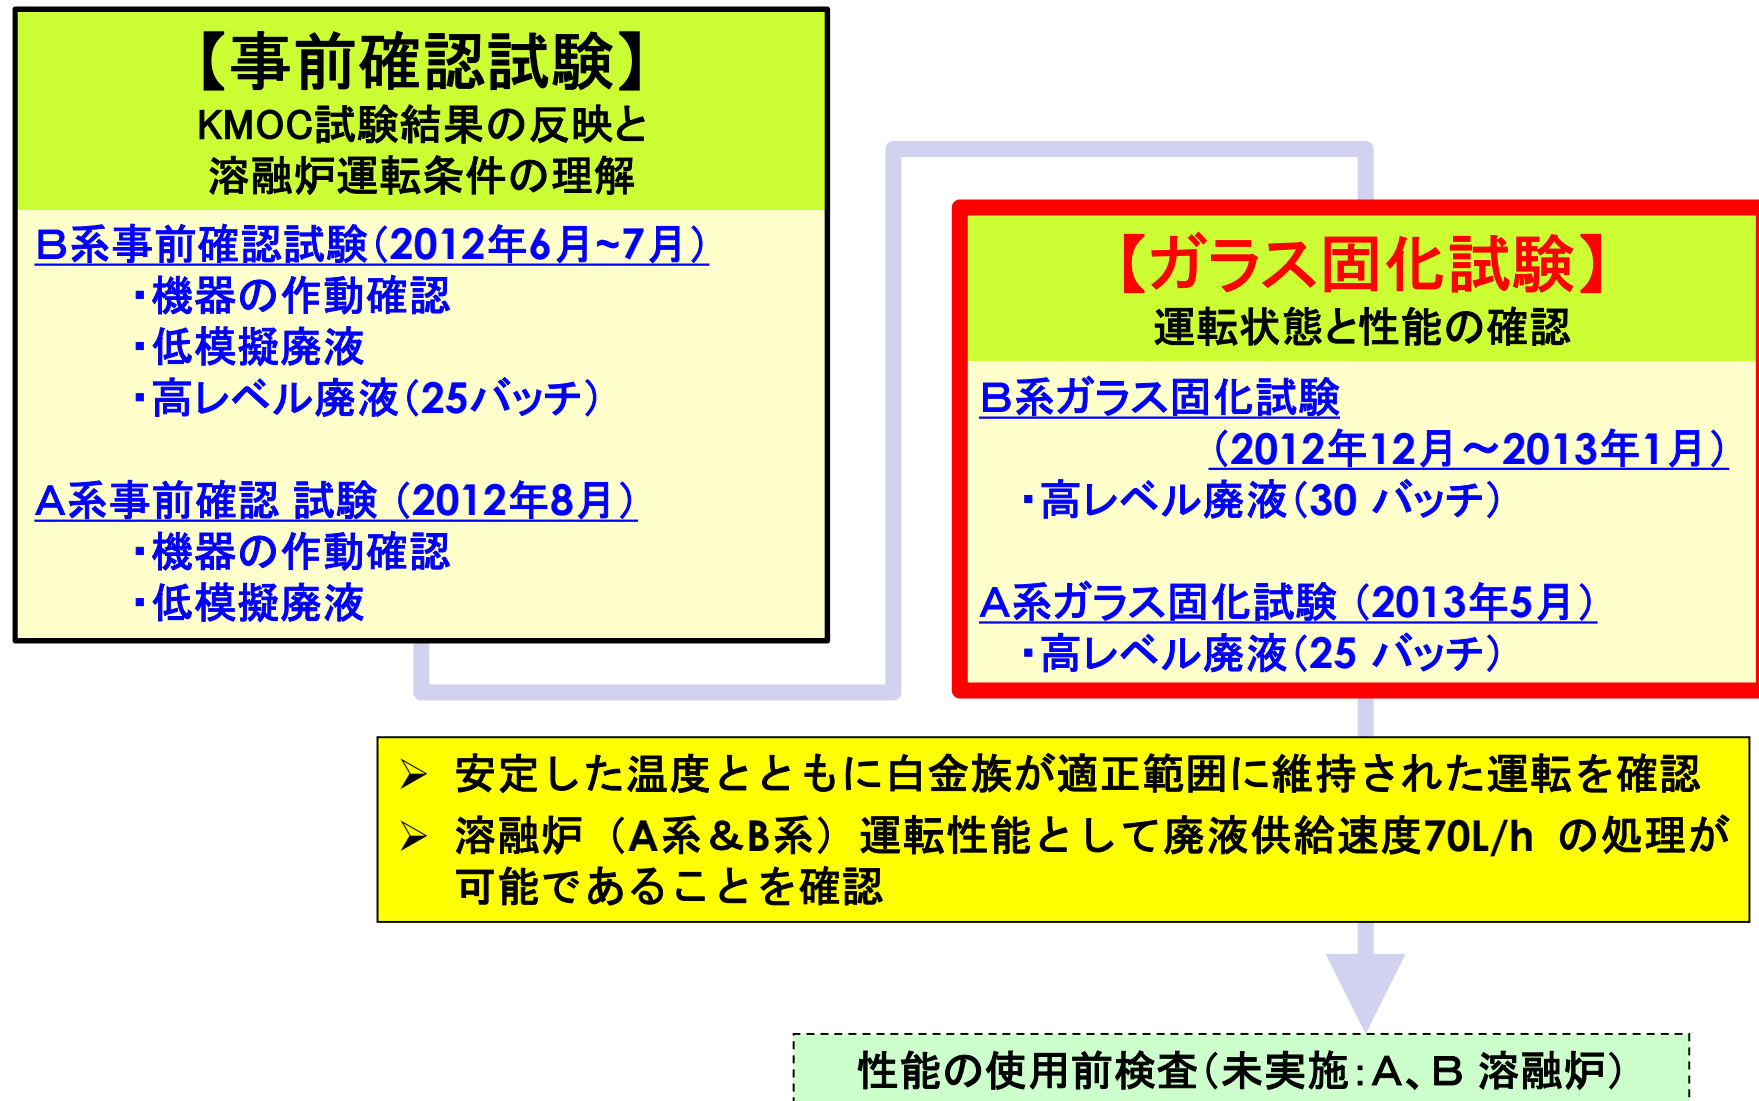 【事前確認試験】
KMOC試験結果の反映と
溶融炉運転条件の理解
B系事前確認試験(2012年6月~7月)
・機器の作動確認
・低模擬廃液
・高レベル廃液(25バッチ)
A系事前確認 試験 (2012年8月)
・機器の作動確認
・低模擬廃液
【ガラス固化試験】
運転状態と性能の確認
B系ガラス固化試験
(2012年12月～2013年1月)
・高レベル廃液(30 バッチ)
A系ガラス固化試験 (2013年5月)
・高レベル廃液(25 バッチ)
➢ 安定した温度とともに白金族が適正範囲に維持された運転を確認
➢ 溶融炉（A系＆B系）運転性能として廃液供給速度70L/h の処理が
可能であることを確認
性能の使用前検査(未実施:A、B 溶融炉)